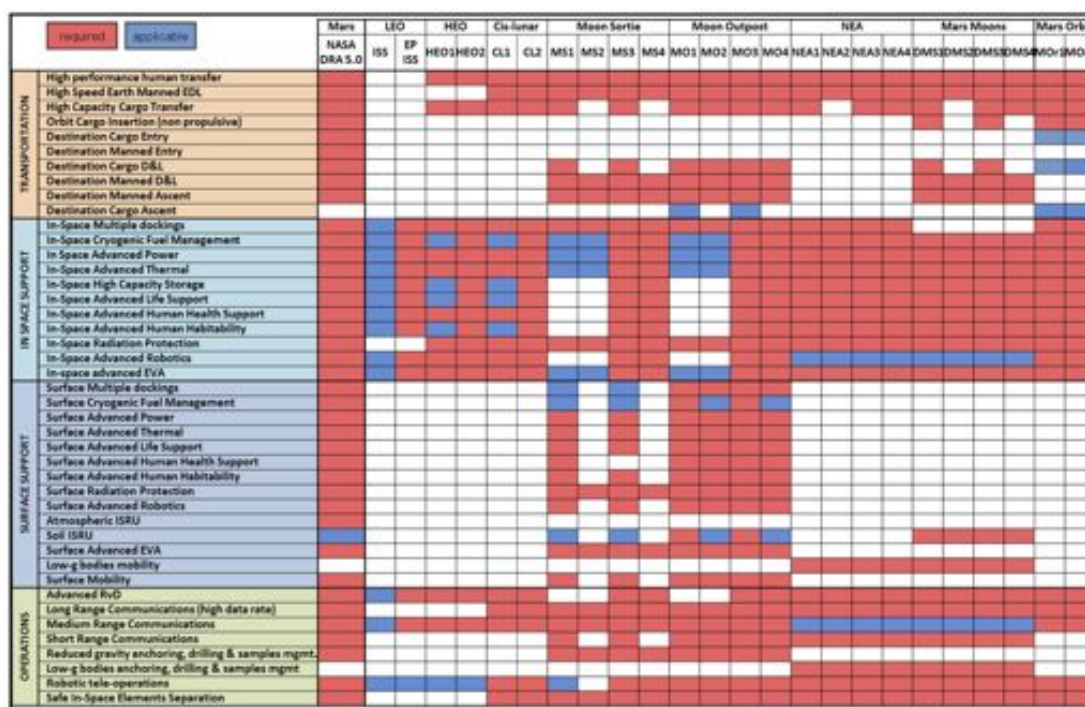 required
applicable
Mars LEO HEO Cis-lunar Moon Sortie Moon Outpost NEA Mars Moons Mars Orb
NASA DRA 5.0 ISS EP ISS HEO1 HEO2 CL1 CL2 MS1 MS2 MS3 MS4 MO1 MO2 MO3 MO4 NEA1 NEA2 NEA3 NEA4 DMS1 DMS2 DMS3 DMS4 MOr1 MO
TRANSPORTATION
High performance human transfer
High Speed Earth Manned EDL
High Capacity Cargo Transfer
Orbit Cargo Insertion (non propulsive)
Destination Cargo Entry
Destination Manned Entry
Destination Cargo D&L
Destination Manned D&L
Destination Manned Ascent
Destination Cargo Ascent
IN SPACE SUPPORT
In-Space Multiple dockings
In-Space Cryogenic Fuel Management
In Space Advanced Power
In-Space Advanced Thermal
In-Space High Capacity Storage
In-Space Advanced Life Support
In-Space Advanced Human Health Support
In-Space Advanced Human Habitability
In-Space Radiation Protection
In-Space Advanced Robotics
In-space advanced EVA
SURFACE SUPPORT
Surface Multiple dockings
Surface Cryogenic Fuel Management
Surface Advanced Power
Surface Advanced Thermal
Surface Advanced Life Support
Surface Advanced Human Health Support
Surface Advanced Human Habitability
Surface Radiation Protection
Surface Advanced Robotics
Atmospheric ISRU
Soil ISRU
Surface Advanced EVA
Low-g bodies mobility
Surface Mobility
OPERATIONS
Advanced RvD
Long Range Communications (high data rate)
Medium Range Communications
Short Range Communications
Reduced gravity anchoring, drilling & samples mgmt.
Low-g bodies anchoring, drilling & samples mgmt
Robotic tele-operations
Safe In-Space Elements Separation